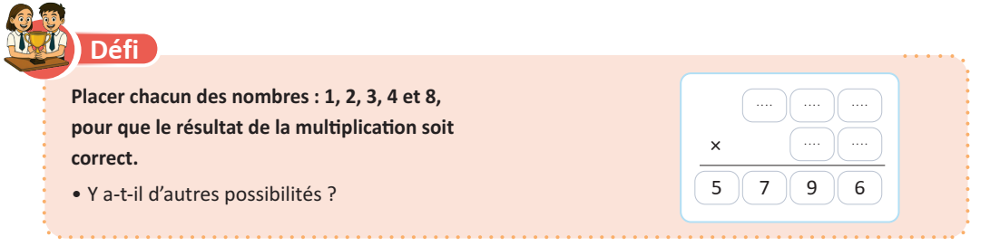 Défi
Placer chacun des nombres : 1, 2, 3, 4 et 8,
pour que le résultat de la multiplication soit
correct.
• Y a-t-il d’autres possibilités ?
.... .... ....
× .... ....
5 7 9 6